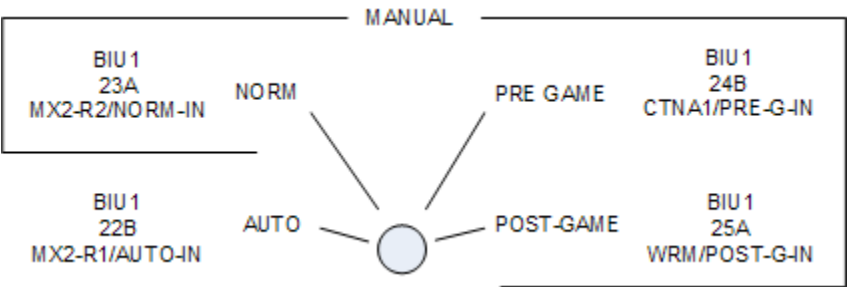 MANUAL
BIU1
23A
MX2-R2/NORM-IN
NORM
PRE GAME
BIU1
24B
CTNA1/PRE-G-IN
BIU1
22B
MX2-R1/AUTO-IN
AUTO
POST-GAME
BIU1
25A
WRM/POST-G-IN